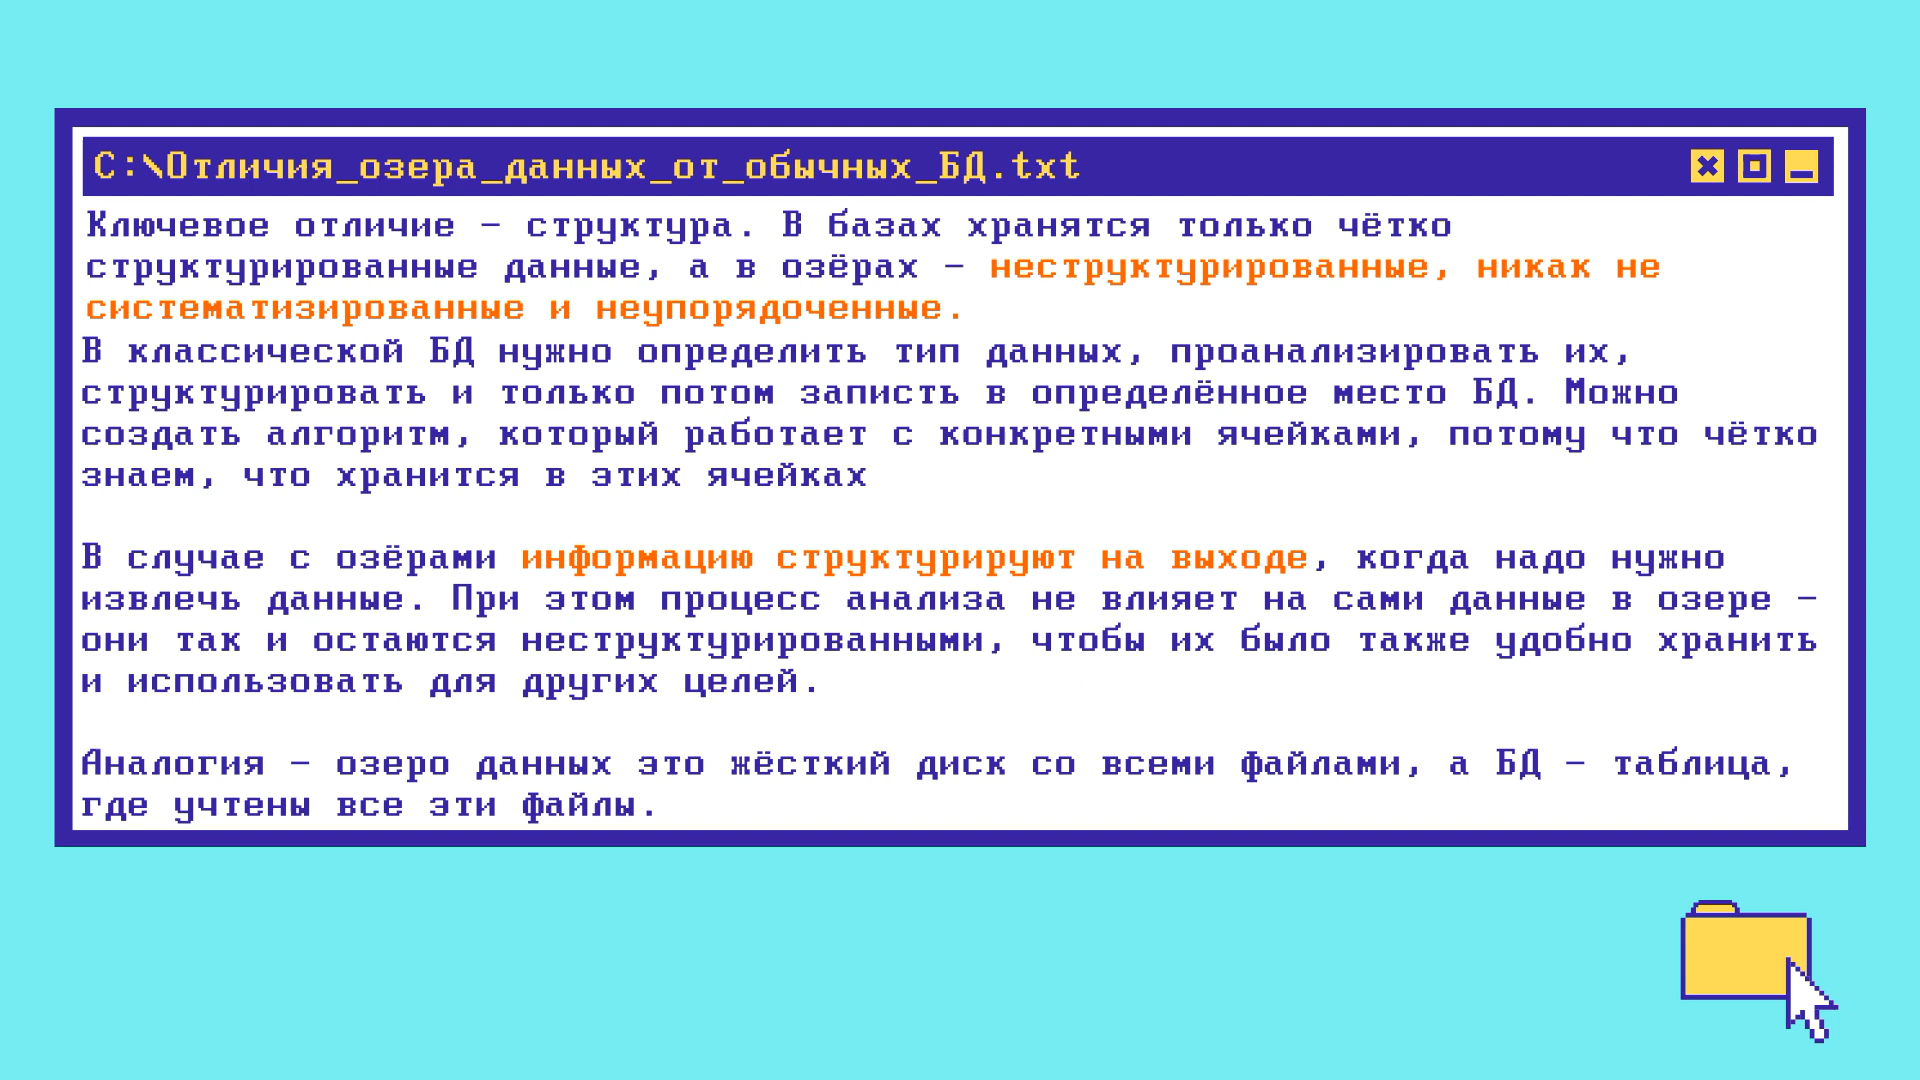 C:\Отличия_озера_данных_от_обычных_БД.txt
Ключевое отличие – структура. В базах хранятся только чётко
структурированные данные, а в озёрах – неструктурированные, никак не
систематизированные и неупорядоченные.
В классической БД нужно определить тип данных, проанализировать их,
структурировать и только потом записть в определённое место БД. Можно
создать алгоритм, который работает с конкретными ячейками, потому что чётко
знаем, что хранится в этих ячейках
В случае с озёрами информацию структурируют на выходе, когда надо нужно
извлечь данные. При этом процесс анализа не влияет на сами данные в озере –
они так и остаются неструктурированными, чтобы их было также удобно хранить
и использовать для других целей.
Аналогия – озеро данных это жёсткий диск со всеми файлами, а БД – таблица,
где учтены все эти файлы.